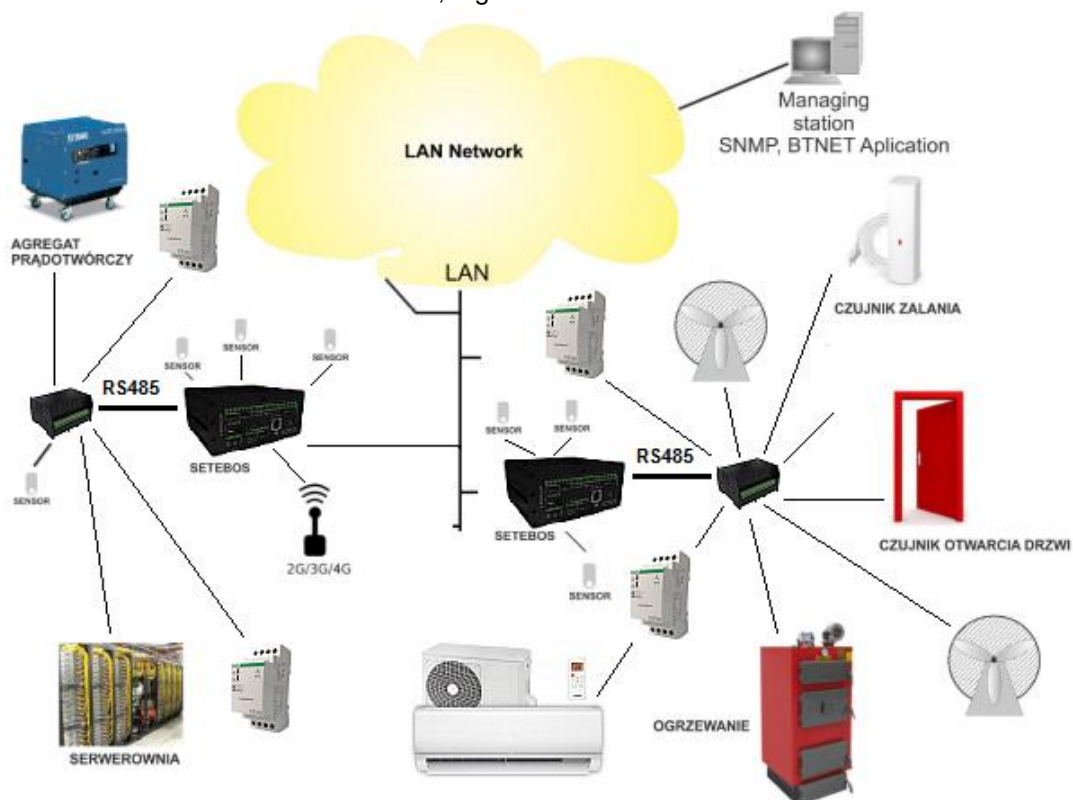 LAN Network
Managing
station
SNMP, BTNET Aplication
AGREGAT
PRĄDOTWÓRCZY
LAN
CZUJNIK ZALANIA
SENSOR
SENSOR
SENSOR
RS485
SETEBOS
SENSOR
2G/3G/4G
SENSOR
SENSOR
RS485
SETEBOS
SENSOR
CZUJNIK OTWARCIA DRZWI
SERWEROWNIA
OGRZEWANIE